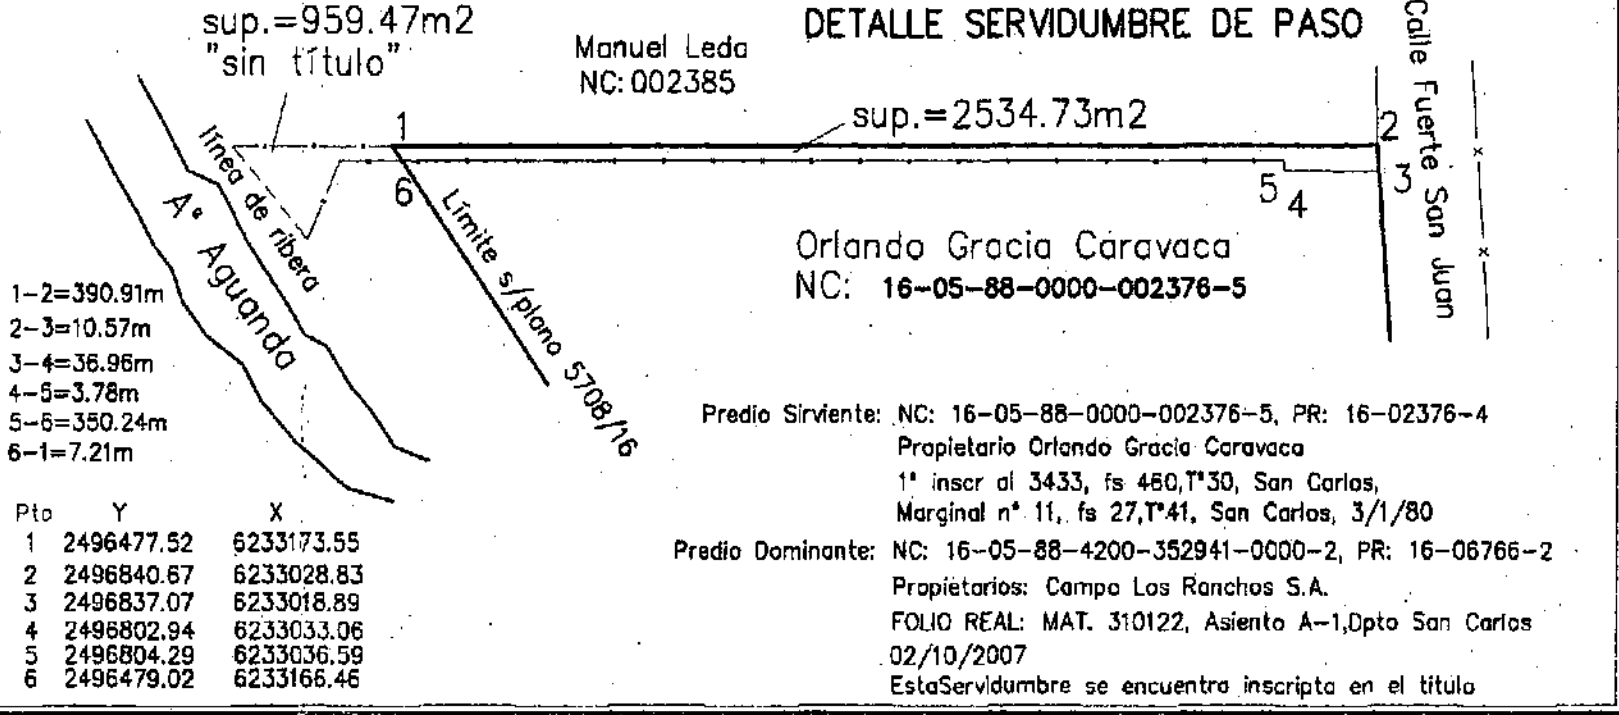 sup.=959.47m2
"sin título"
Manuel Leda
NC: 002385
DETALLE SERVIDUMBRE DE PASO
Calle Fuerte San Juan
sup.=2534.73m2
1
2
3
4
5
6
línea de ribera
Aº Aguanda
Límite s/plano 5708/16
Orlando Gracia Caravaca
NC: 16-05-88-0000-002376-5
1-2=390.91m
2-3=10.57m
3-4=36.96m
4-5=3.78m
5-6=350.24m
6-1=7.21m
Pto Y X
1 2496477.52 6233173.55
2 2496840.67 6233028.83
3 2496837.07 6233018.89
4 2496802.94 6233033.06
5 2496804.29 6233036.59
6 2496479.02 6233166.46
Predio Sirviente: NC: 16-05-88-0000-002376-5, PR: 16-02376-4
Propietario Orlando Gracia Caravaca
1ª inscr al 3433, fs 460,Tº30, San Carlos,
Marginal nº 11, fs 27,Tº41, San Carlos, 3/1/80
Predio Dominante: NC: 16-05-88-4200-352941-0000-2, PR: 16-06766-2
Propietarios: Campo Los Ranchos S.A.
FOLIO REAL: MAT. 310122, Asiento A-1,Dpto San Carlos
02/10/2007
EstaServidumbre se encuentra inscripta en el título